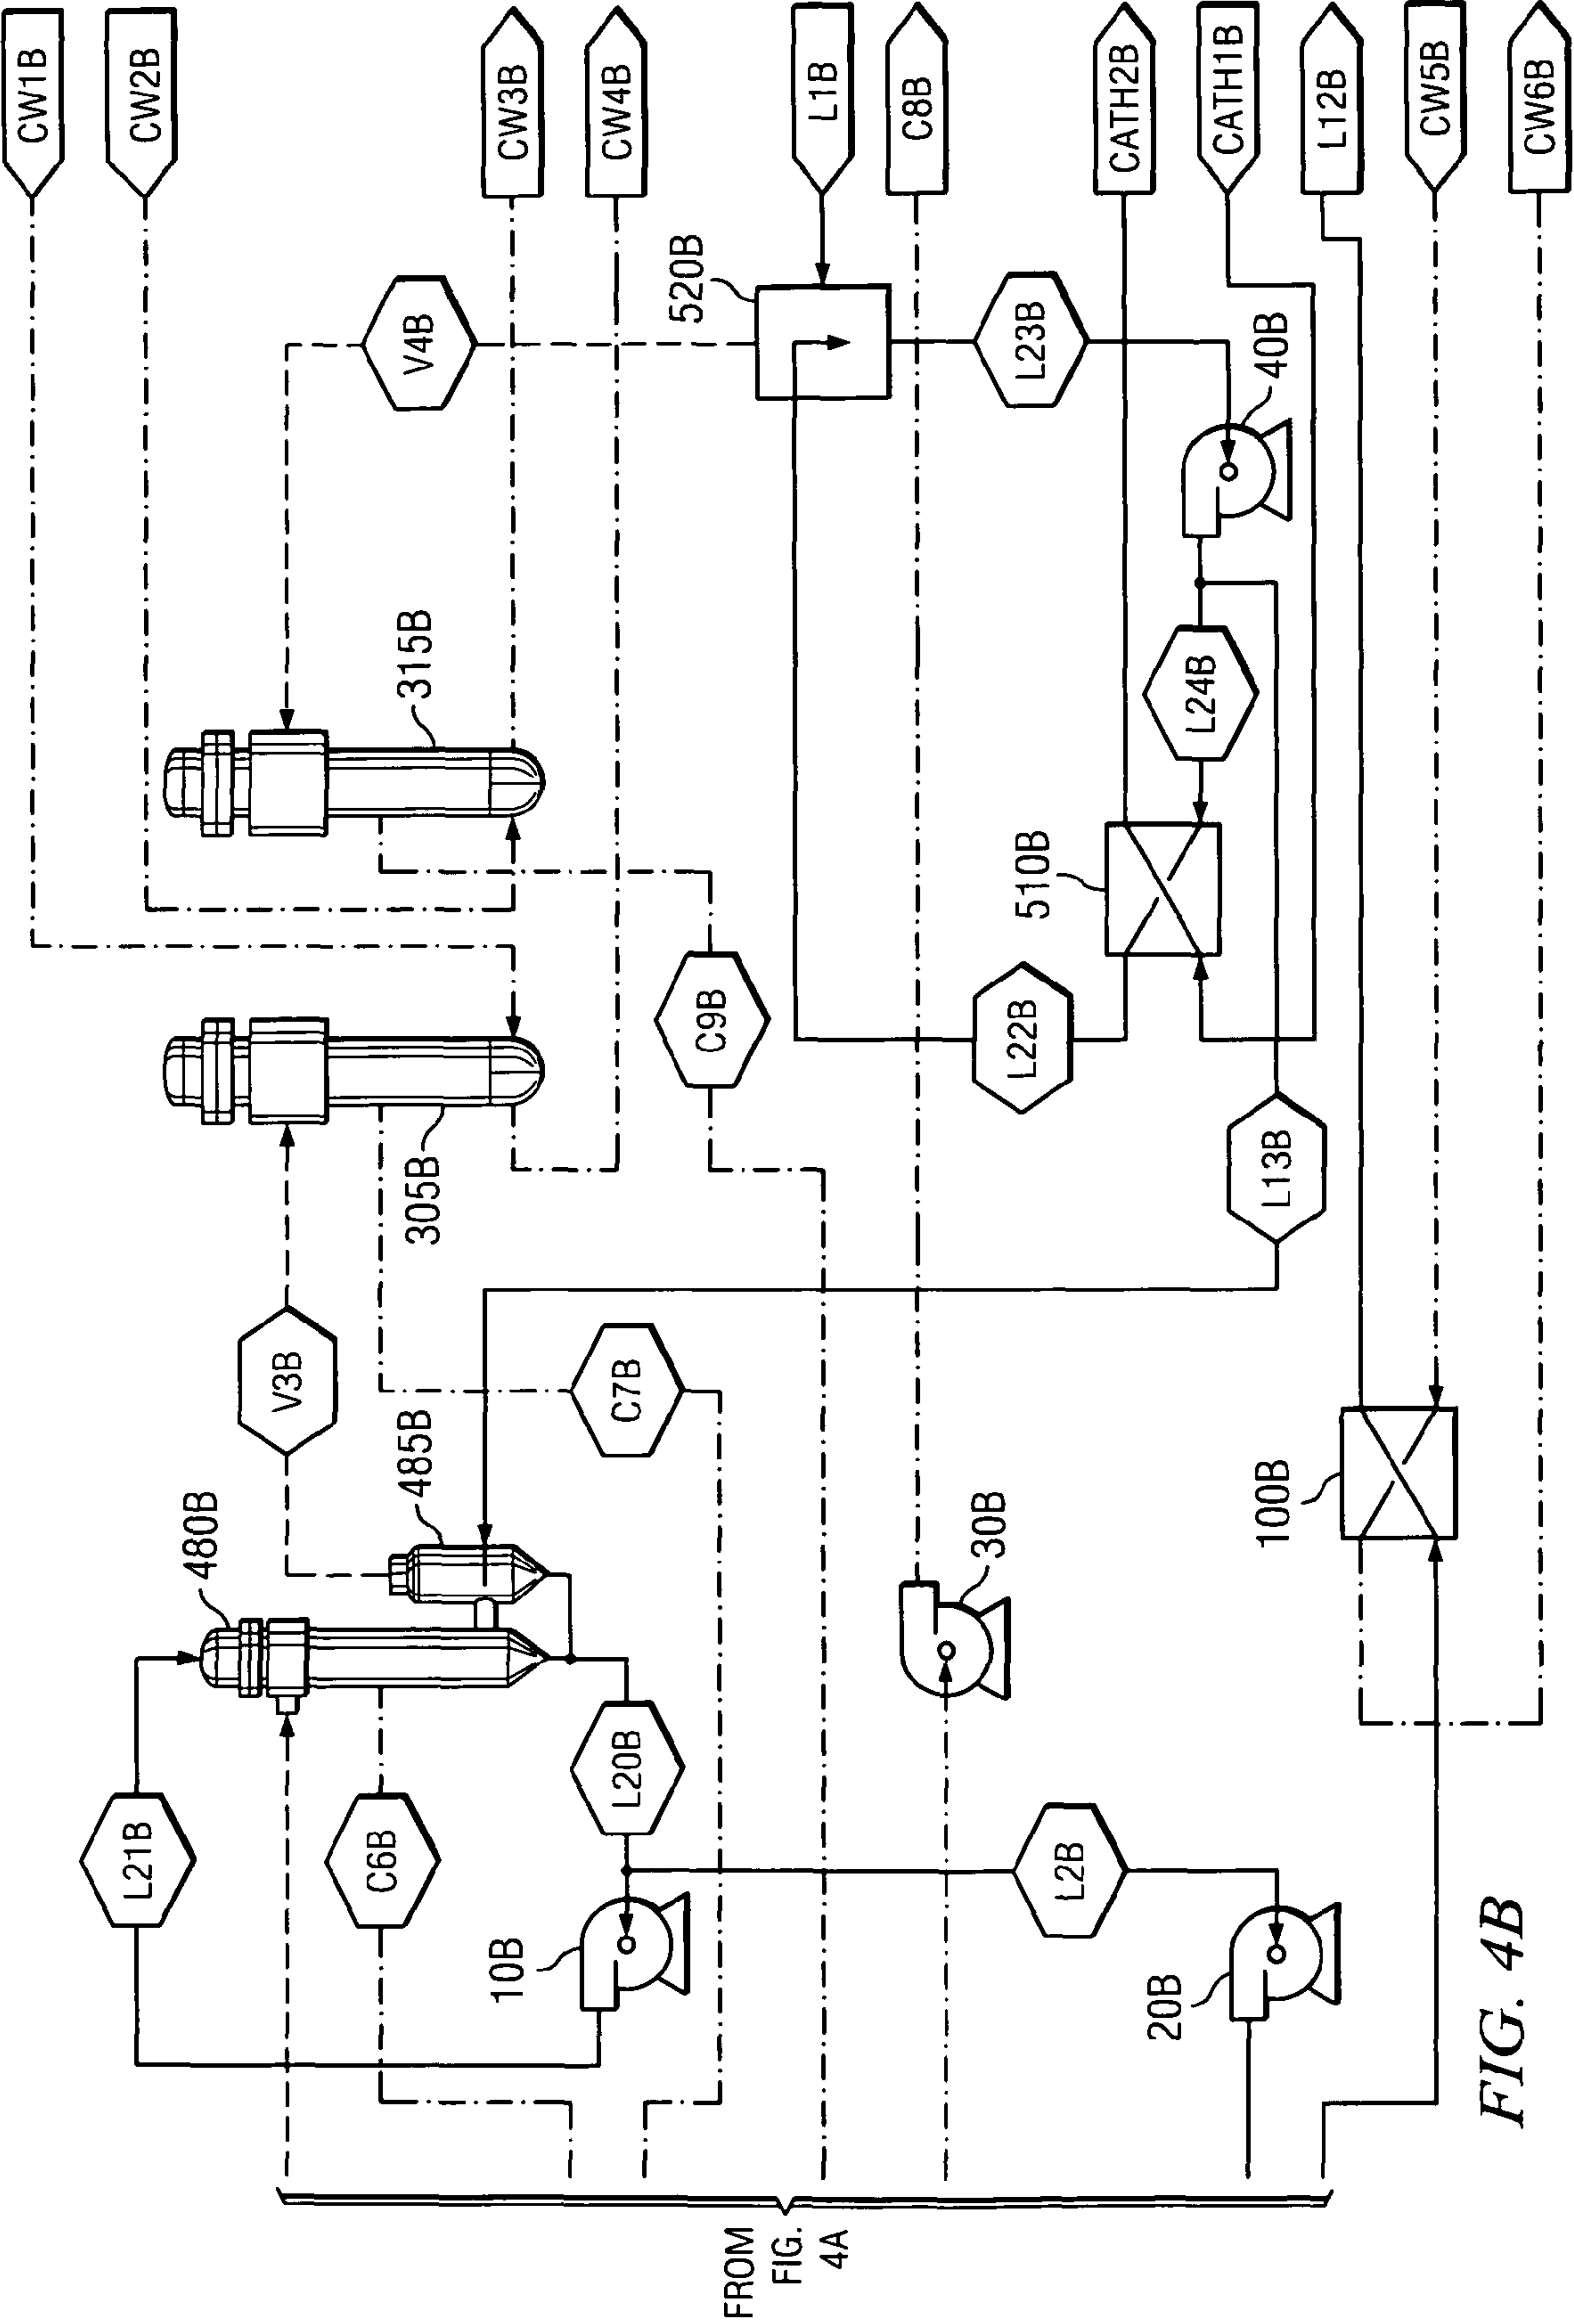 CW1B
CW2B
CW3B
CW4B
L1B
C8B
CATH2B
CATH1B
L12B
CW5B
CW6B
V4B
520B
L23B
40B
315B
L24B
510B
C9B
L22B
L13B
305B
V3B
C7B
485B
480B
30B
100B
L21B
C6B
L20B
L2B
10B
20B
FROM
FIG.
4A
FIG. 4B